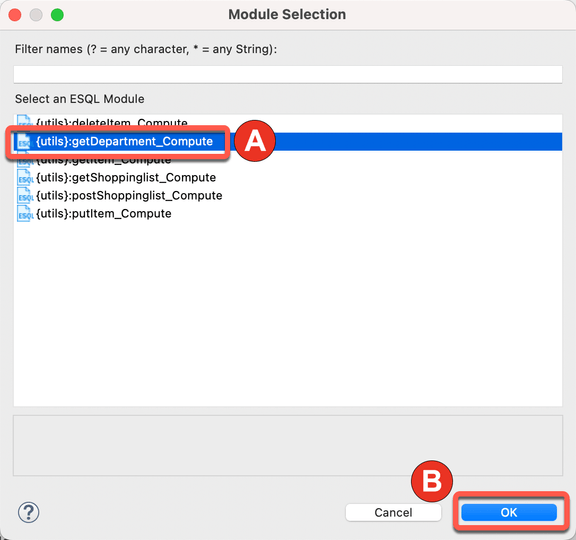 Module Selection
Filter names (? = any character, * = any String):
Select an ESQL Module
ESQL {utils}:deleteItem_Compute
ESQL {utils}:getDepartment_Compute
A
ESQL {utils}:getItem_Compute
ESQL {utils}:getShoppinglist_Compute
ESQL {utils}:postShoppinglist_Compute
ESQL {utils}:putItem_Compute
B
? Cancel OK